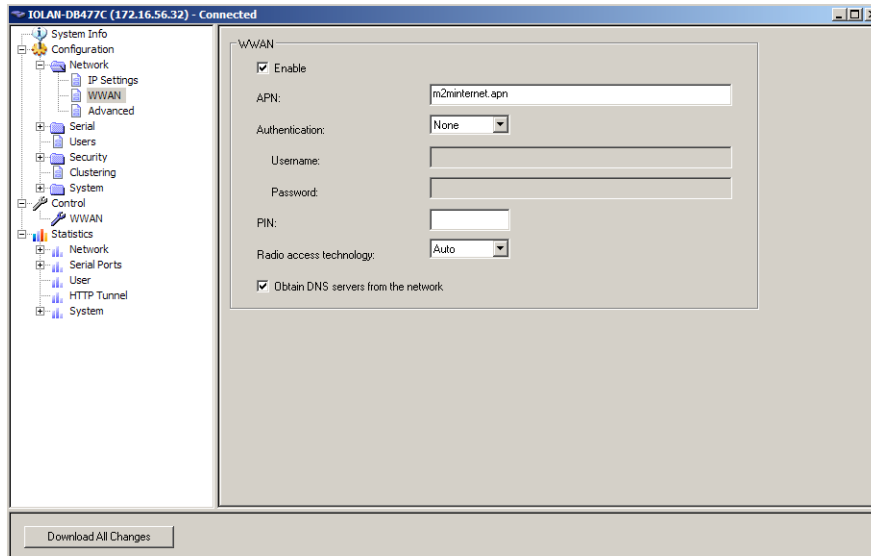 IOLAN-DB477C (172.16.56.32) - Connected
System Info
Configuration
Network
IP Settings
WWAN
Advanced
Serial
Users
Security
Clustering
System
Control
WWAN
Statistics
Network
Serial Ports
User
HTTP Tunnel
System
WWAN
Enable
APN: m2minternet.apn
Authentication: None
Username:
Password:
PIN:
Radio access technology: Auto
Obtain DNS servers from the network
Download All Changes